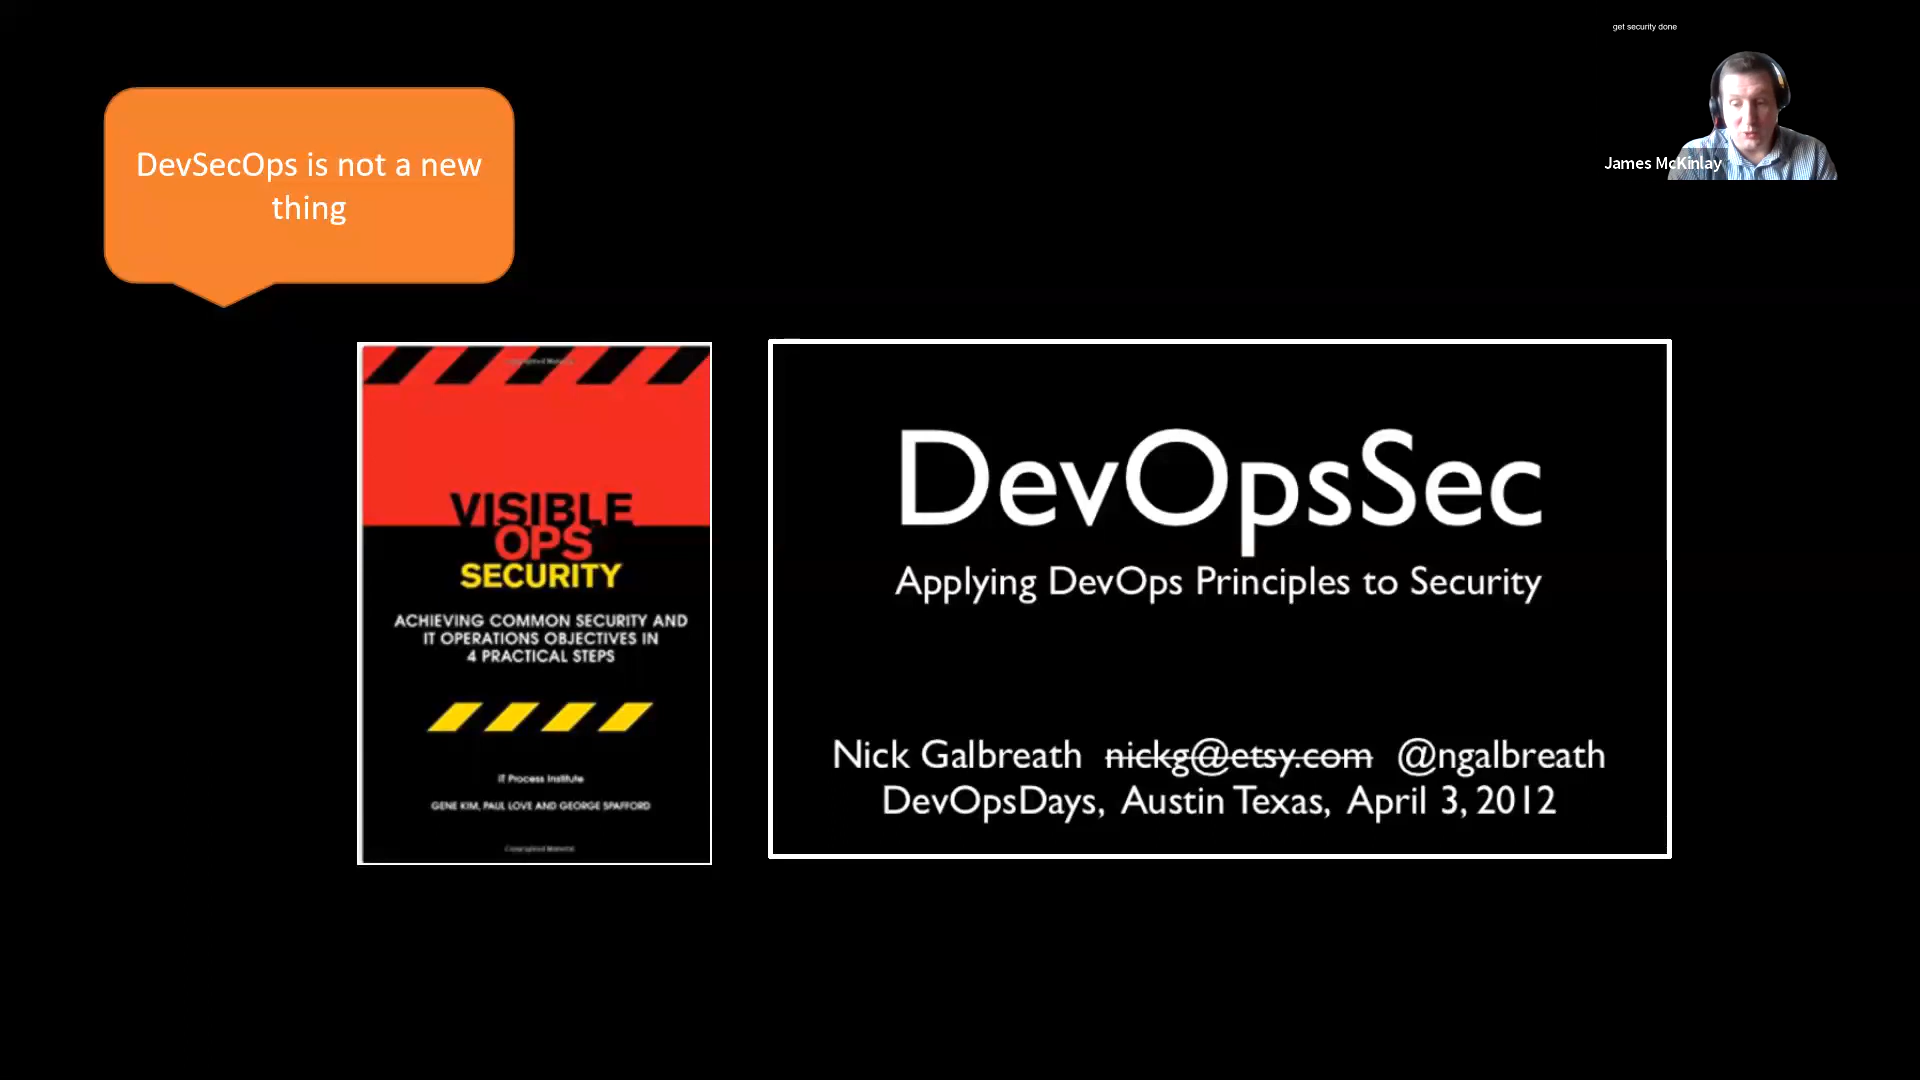 get security done
James McKinlay
DevSecOps is not a new
thing
VISIBLE
OPS
SECURITY
ACHIEVING COMMON SECURITY AND
IT OPERATIONS OBJECTIVES IN
4 PRACTICAL STEPS
IT Process Institute
GENE KIM, PAUL LOVE AND GEORGE SPAFFORD
Copyrighted Material
DevOpsSec
Applying DevOps Principles to Security
Nick Galbreath nickg@etsy.com @ngalbreath
DevOpsDays, Austin Texas, April 3, 2012